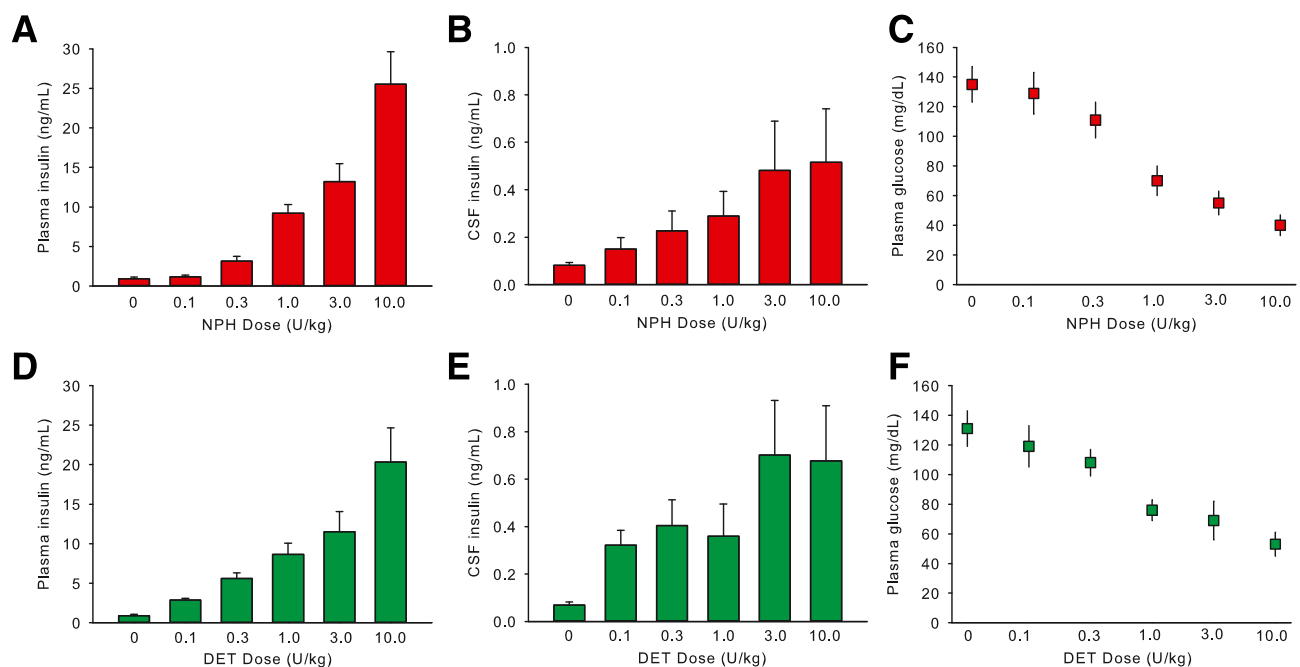 A
Plasma insulin (ng/mL)
30
25
20
15
10
5
0
0 0.1 0.3 1.0 3.0 10.0
NPH Dose (U/kg)
B
CSF insulin (ng/mL)
1.0
0.8
0.6
0.4
0.2
0.0
0 0.1 0.3 1.0 3.0 10.0
NPH Dose (U/kg)
C
Plasma glucose (mg/dL)
160
140
120
100
80
60
40
20
0
0 0.1 0.3 1.0 3.0 10.0
NPH Dose (U/kg)
D
Plasma insulin (ng/mL)
30
25
20
15
10
5
0
0 0.1 0.3 1.0 3.0 10.0
DET Dose (U/kg)
E
CSF insulin (ng/mL)
1.0
0.8
0.6
0.4
0.2
0.0
0 0.1 0.3 1.0 3.0 10.0
DET Dose (U/kg)
F
Plasma glucose (mg/dL)
160
140
120
100
80
60
40
20
0
0 0.1 0.3 1.0 3.0 10.0
DET Dose (U/kg)